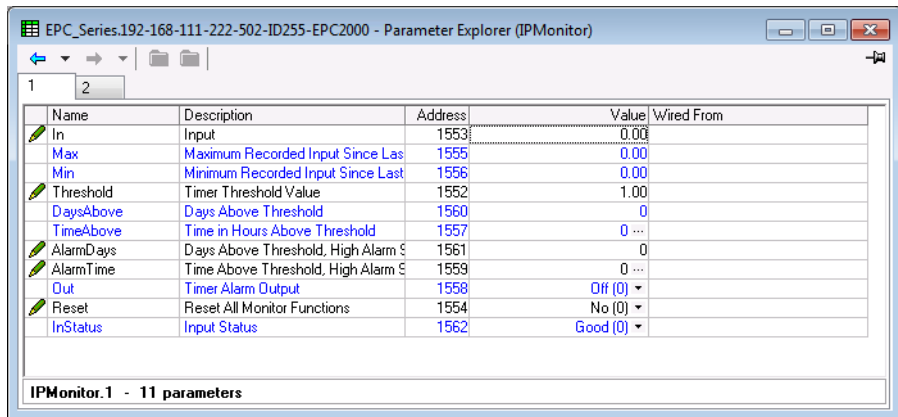 EPC_Series.192-168-111-222-502-ID255-EPC2000 - Parameter Explorer (IPMonitor)
1 2
Name Description Address Value Wired From
In Input 1553 0.00
Max Maximum Recorded Input Since Las 1555 0.00
Min Minimum Recorded Input Since Last 1556 0.00
Threshold Timer Threshold Value 1552 1.00
DaysAbove Days Above Threshold 1560 0
TimeAbove Time in Hours Above Threshold 1557 0 ...
AlarmDays Days Above Threshold, High Alarm S 1561 0
AlarmTime Time Above Threshold, High Alarm S 1559 0 ...
Out Timer Alarm Output 1558 Off (0)
Reset Reset All Monitor Functions 1554 No (0)
InStatus Input Status 1562 Good (0)
IPMonitor.1 - 11 parameters